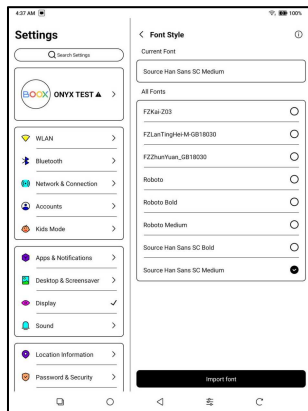 4:37 AM
100%
Settings
Search Settings
BOOX
ONYX TEST
WLAN
Bluetooth
Network & Connection
Accounts
Kids Mode
Apps & Notifications
Desktop & Screensaver
Display
Sound
Location Information
Password & Security
Font Style
Current Font
Source Han Sans SC Medium
All Fonts
FZKai-Z03
FZLanTingHei-M-GB18030
FZZhunYuan_GB18030
Roboto
Roboto Bold
Roboto Medium
Source Han Sans SC Bold
Source Han Sans SC Medium
Import font